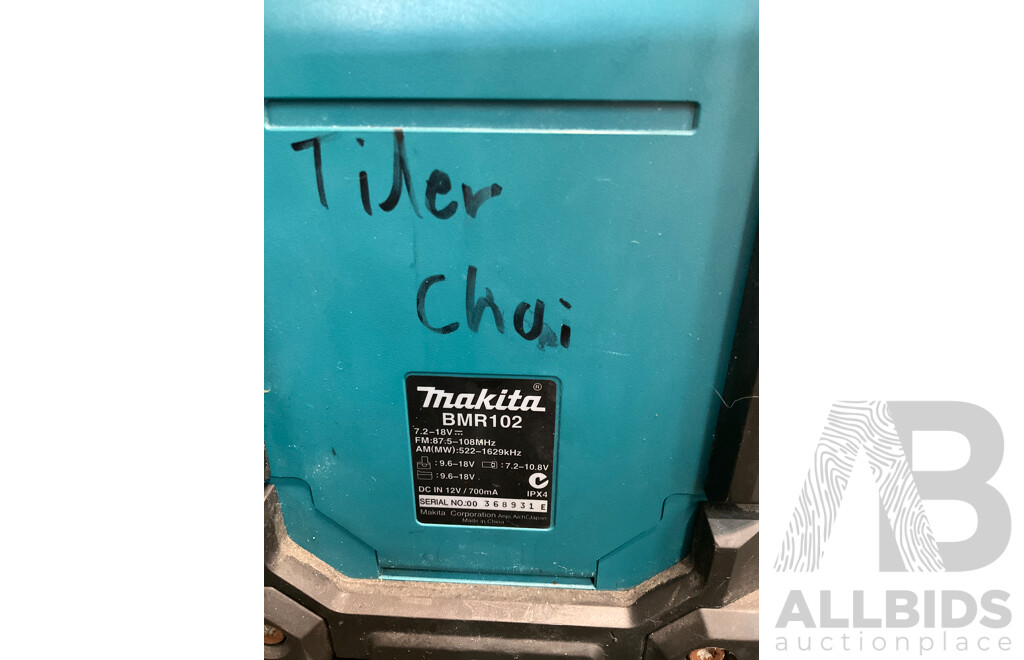 Tiler
Chai
makita®
BMR102
7.2-18V
FM:87.5-108MHz
AM(MW):522-1629kHz
: 9.6-18V : 7.2-10.8V
: 9.6-18V
DC IN 12V / 700mA IPX4
SERIAL NO.:00 368931 E
Makita Corporation Anjo, Aichi, Japan
Made in China
AB
ALLBIDS
auctionplace